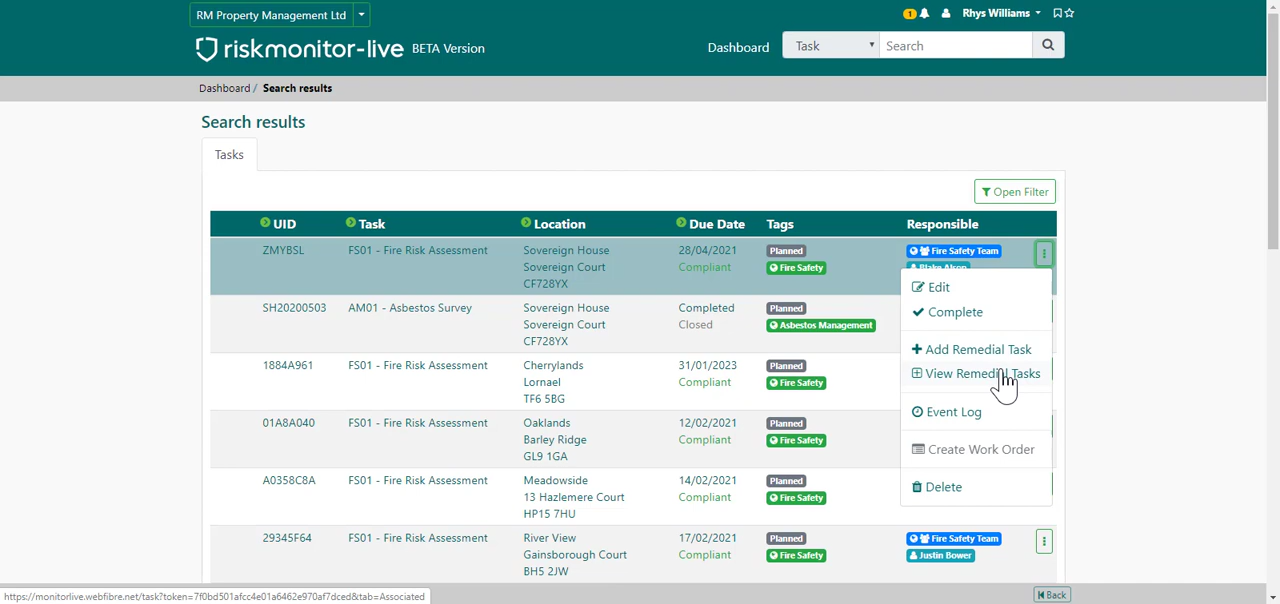 RM Property Management Ltd
1
Rhys Williams
riskmonitor-live BETA Version
Dashboard
Task
Search
Dashboard / Search results
Search results
Tasks
Open Filter
UID Task Location Due Date Tags Responsible
ZMYBSL FS01 - Fire Risk Assessment Sovereign House 28/04/2021 Planned Fire Safety Team
Sovereign Court Compliant Fire Safety Blake Alson
CF728YX
SH20200503 AM01 - Asbestos Survey Sovereign House Completed Planned
Sovereign Court Closed Asbestos Management
CF728YX
1884A961 FS01 - Fire Risk Assessment Cherrylands 31/01/2023 Planned
Lornael Compliant Fire Safety
TF6 5BG
01A8A040 FS01 - Fire Risk Assessment Oaklands 12/02/2021 Planned
Barley Ridge Compliant Fire Safety
GL9 1GA
A0358C8A FS01 - Fire Risk Assessment Meadowside 14/02/2021 Planned
13 Hazlemere Court Compliant Fire Safety
HP15 7HU
29345F64 FS01 - Fire Risk Assessment River View 17/02/2021 Planned Fire Safety Team
Gainsborough Court Compliant Fire Safety Justin Bower
BH5 2JW
Edit
Complete
Add Remedial Task
View Remedial Tasks
Event Log
Create Work Order
Delete
https://monitorlive.webfibre.net/task?token=7f0bd501afcc4e01a6462e970af7dced&tab=Associated
Back